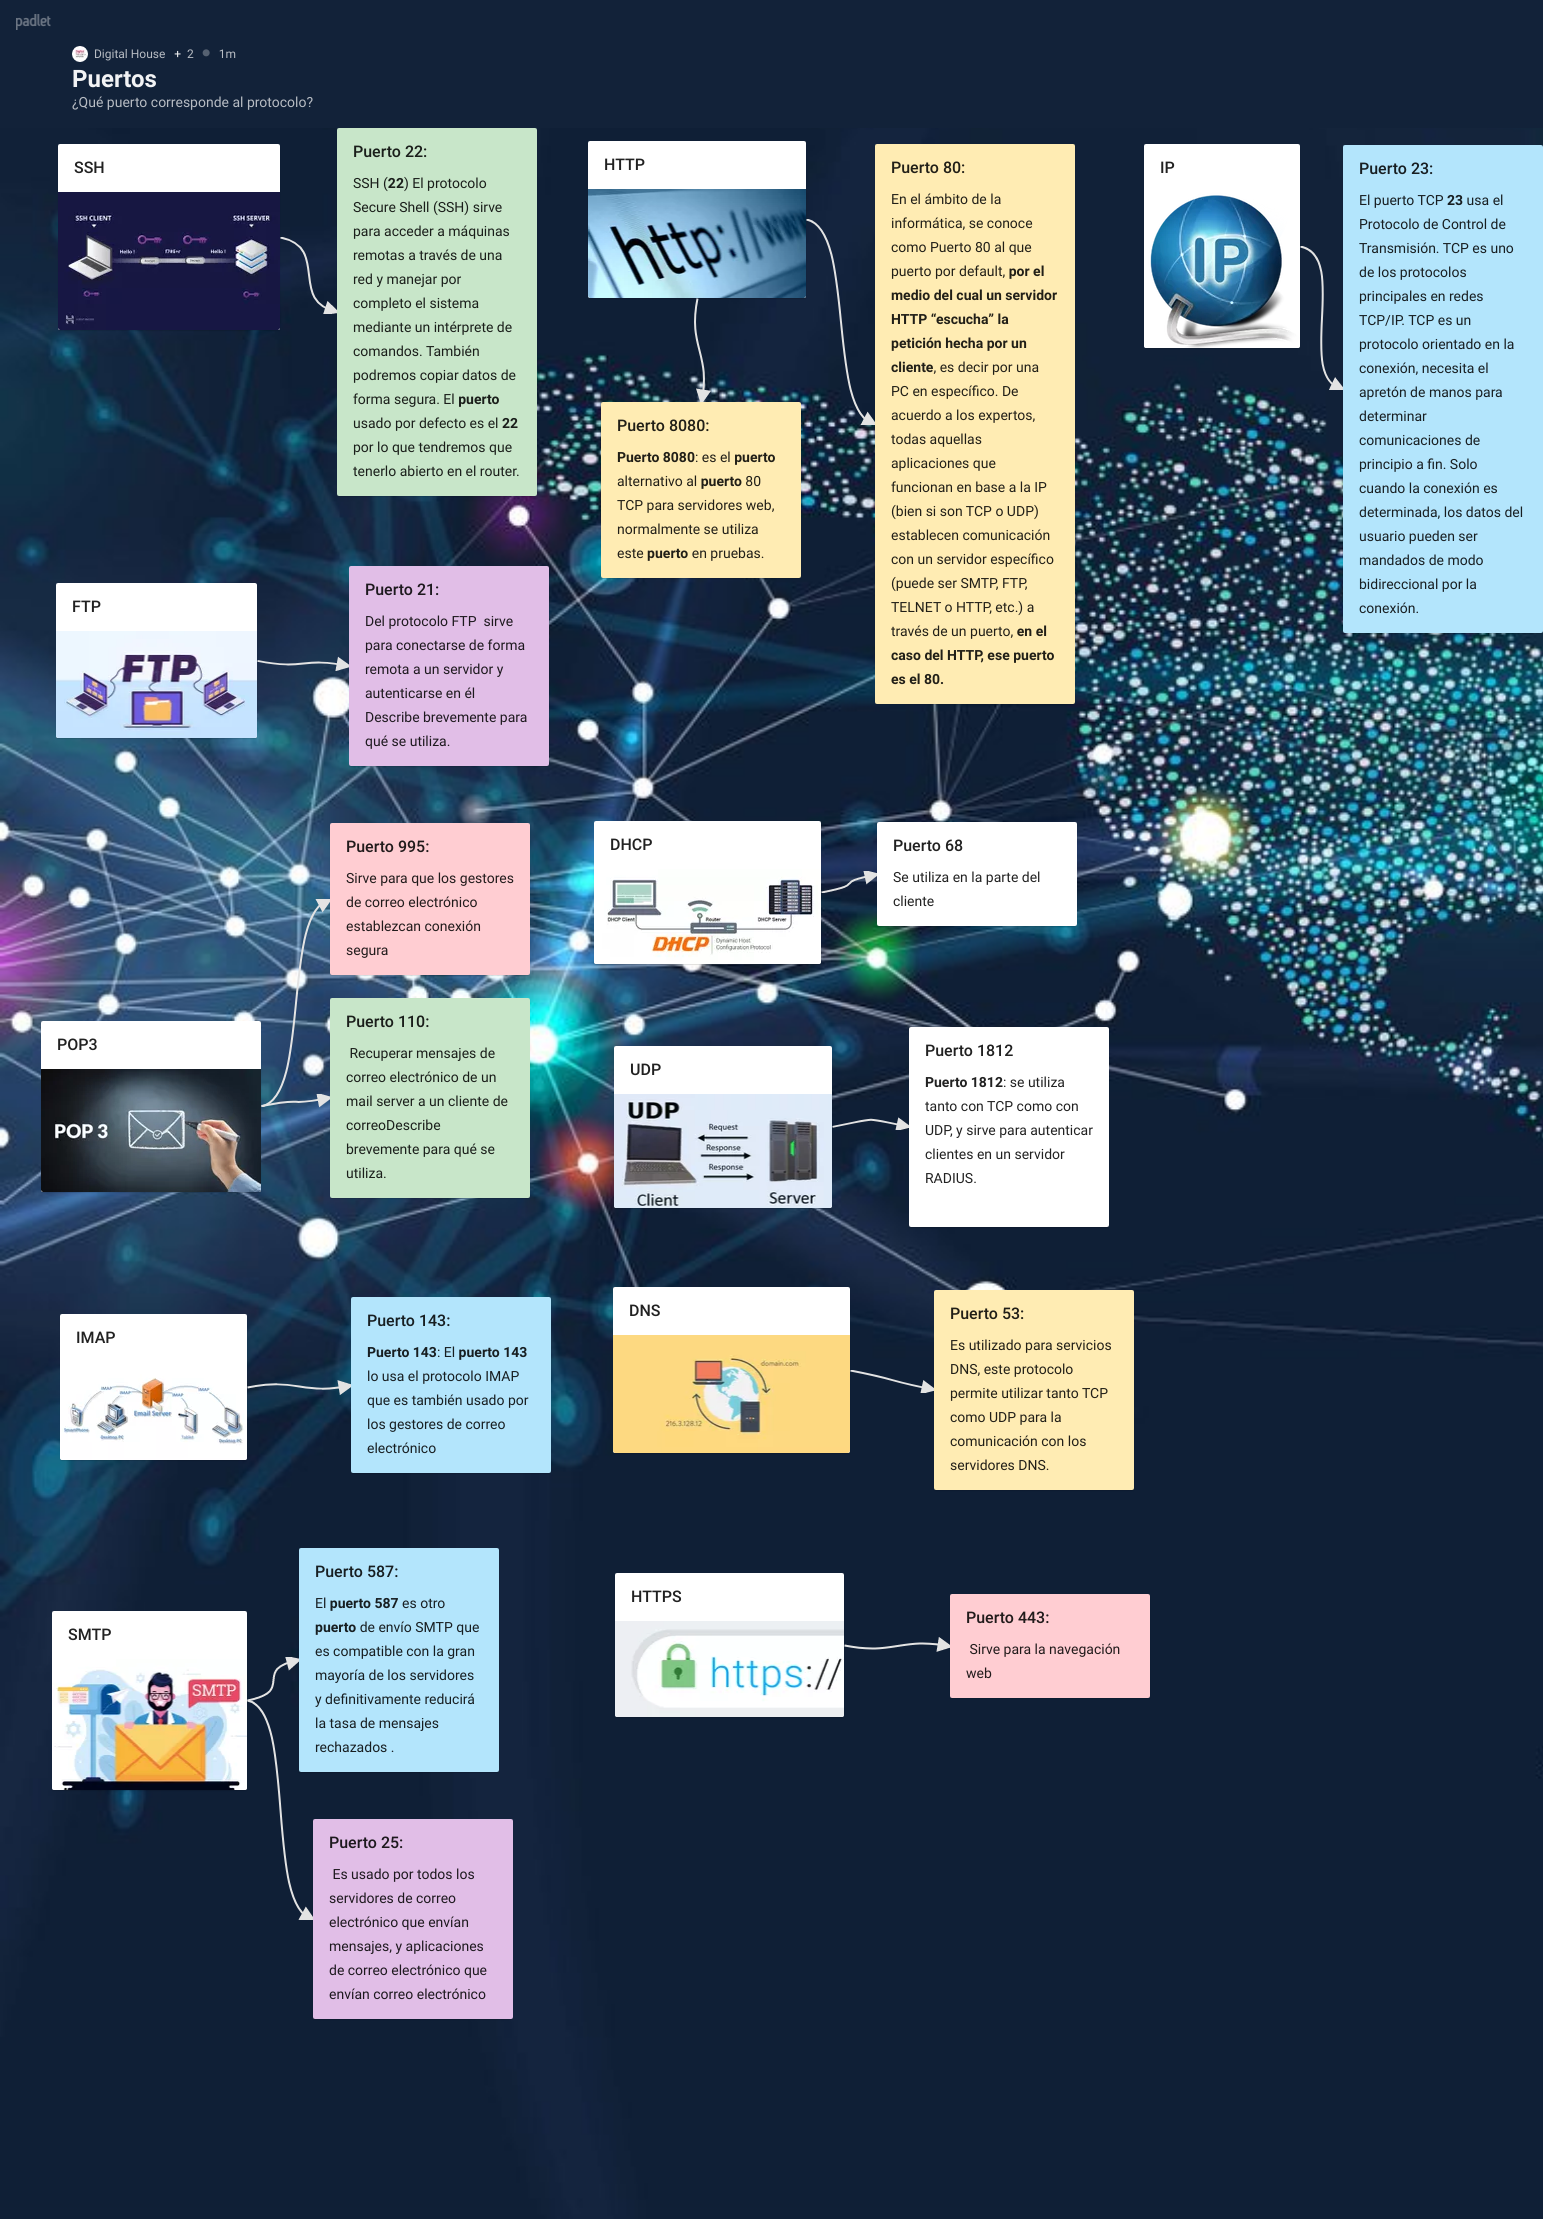 padlet
Digital House + 2 1m
Puertos
¿Qué puerto corresponde al protocolo?
SSH
SSH CLIENT
SSH SERVER
Hello !
Hello !
Puerto 22:
SSH (22) El protocolo
Secure Shell (SSH) sirve
para acceder a máquinas
remotas a través de una
red y manejar por
completo el sistema
mediante un intérprete de
comandos. También
podremos copiar datos de
forma segura. El puerto
usado por defecto es el 22
por lo que tendremos que
tenerlo abierto en el router.
HTTP
http://www
Puerto 8080:
Puerto 8080: es el puerto
alternativo al puerto 80
TCP para servidores web,
normalmente se utiliza
este puerto en pruebas.
Puerto 80:
En el ámbito de la
informática, se conoce
como Puerto 80 al que
puerto por default, por el
medio del cual un servidor
HTTP “escucha” la
petición hecha por un
cliente, es decir por una
PC en específico. De
acuerdo a los expertos,
todas aquellas
aplicaciones que
funcionan en base a la IP
(bien si son TCP o UDP)
establecen comunicación
con un servidor específico
(puede ser SMTP, FTP,
TELNET o HTTP, etc.) a
través de un puerto, en el
caso del HTTP, ese puerto
es el 80.
IP
IP
Puerto 23:
El puerto TCP 23 usa el
Protocolo de Control de
Transmisión. TCP es uno
de los protocolos
principales en redes
TCP/IP. TCP es un
protocolo orientado en la
conexión, necesita el
apretón de manos para
determinar
comunicaciones de
principio a fin. Solo
cuando la conexión es
determinada, los datos del
usuario pueden ser
mandados de modo
bidireccional por la
conexión.
FTP
FTP
Puerto 21:
Del protocolo FTP  sirve
para conectarse de forma
remota a un servidor y
autenticarse en él
Describe brevemente para
qué se utiliza.
Puerto 995:
Sirve para que los gestores
de correo electrónico
establezcan conexión
segura
DHCP
DHCP Client
Router
DHCP Server
DHCP
Dynamic Host
Configuration Protocol
Puerto 68
Se utiliza en la parte del
cliente
POP3
POP 3
Puerto 110:
Recuperar mensajes de
correo electrónico de un
mail server a un cliente de
correoDescribe
brevemente para qué se
utiliza.
UDP
UDP
Request
Response
Response
Client
Server
Puerto 1812
Puerto 1812: se utiliza
tanto con TCP como con
UDP, y sirve para autenticar
clientes en un servidor
RADIUS.
IMAP
IMAP
IMAP
IMAP
IMAP
Email Server
SmartPhone
Desktop PC
Tablet
Desktop PC
Puerto 143:
Puerto 143: El puerto 143
lo usa el protocolo IMAP
que es también usado por
los gestores de correo
electrónico
DNS
domain.com
216.3.128.12
Puerto 53:
Es utilizado para servicios
DNS, este protocolo
permite utilizar tanto TCP
como UDP para la
comunicación con los
servidores DNS.
SMTP
SMTP
Puerto 587:
El puerto 587 es otro
puerto de envío SMTP que
es compatible con la gran
mayoría de los servidores
y definitivamente reducirá
la tasa de mensajes
rechazados .
HTTPS
https://
Puerto 443:
Sirve para la navegación
web
Puerto 25:
Es usado por todos los
servidores de correo
electrónico que envían
mensajes, y aplicaciones
de correo electrónico que
envían correo electrónico